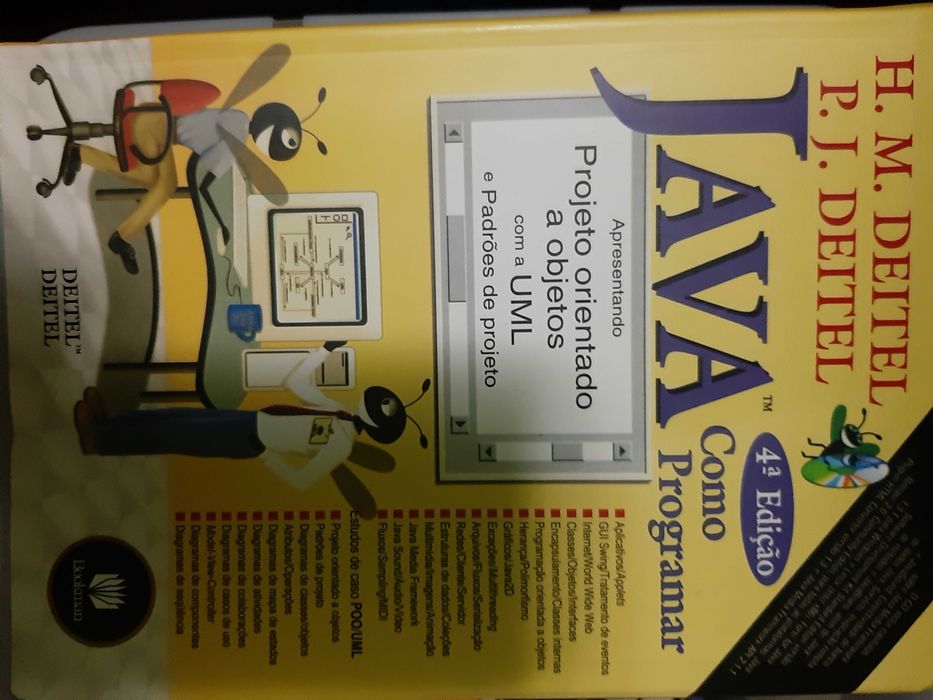 H. M. DEITEL
P. J. DEITEL
JAVA™
Como
Programar
4ª Edição
Apresentando
Projeto orientado
a objetos
com a UML
e Padrões de projeto
Aplicativos/Applets
GUI Swing/Tratamento de eventos
Internet/World Wide Web
Classes/Objetos/Interfaces
Encapsulamento/Classes Internas
Programação orientada a objetos
Herança/Polimorfismo
Gráficos/Java2D
Exceções/Multithreading
Arquivos/Fluxos/Serialização
Redes/Cliente/Servidor
Estruturas de dados/Coleções
Multimídia/Imagens/Animação
Java Media Framework
Java Sound/Áudio/Vídeo
Fluxos/Sampling/MIDI
Estudos de caso POO/UML
Projeto orientado a objetos
Padrões de projeto
Diagramas de classes/objetos
Atributos/Operações
Diagramas de mapa de estados
Diagramas de atividades
Diagramas de colaborações
Diagramas de casos de uso
Model-View-Controller
Diagramas de componentes
Diagramas de seqüência
DEITEL™
DEITEL
Bookman